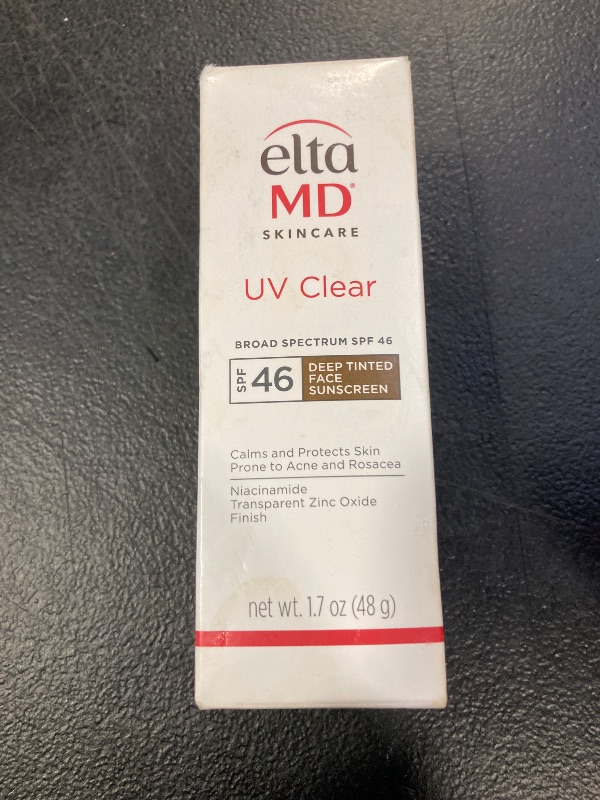 elta
MD®
SKINCARE
UV Clear
BROAD SPECTRUM SPF 46
SPF 46 DEEP TINTED
FACE
SUNSCREEN
Calms and Protects Skin
Prone to Acne and Rosacea
Niacinamide
Transparent Zinc Oxide
Finish
net wt. 1.7 oz (48 g)